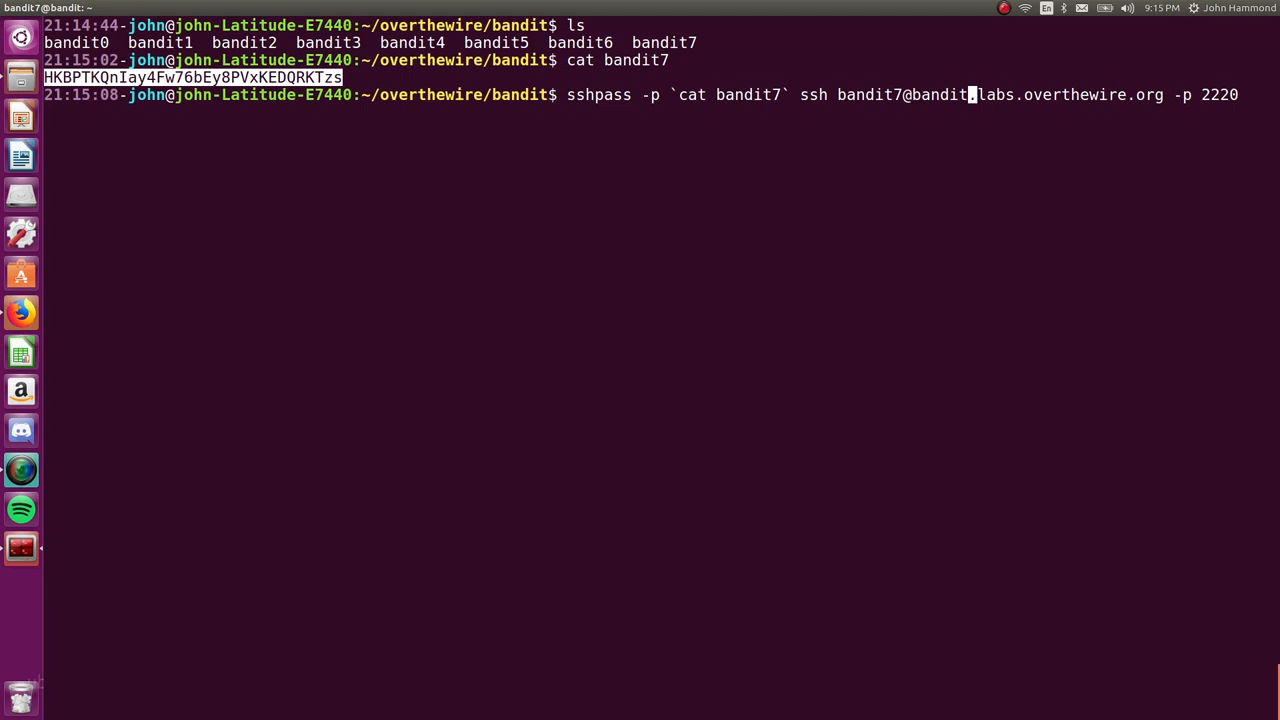 bandit7@bandit: ~
En
9:15 PM
John Hammond
21:14:44-john@john-Latitude-E7440:~/overthewire/bandit$ ls
bandit0 bandit1 bandit2 bandit3 bandit4 bandit5 bandit6 bandit7
21:15:02-john@john-Latitude-E7440:~/overthewire/bandit$ cat bandit7
HKBPTKQnIay4Fw76bEy8PVxKEDQRKTzs
21:15:08-john@john-Latitude-E7440:~/overthewire/bandit$ sshpass -p `cat bandit7` ssh bandit7@bandit.labs.overthewire.org -p 2220